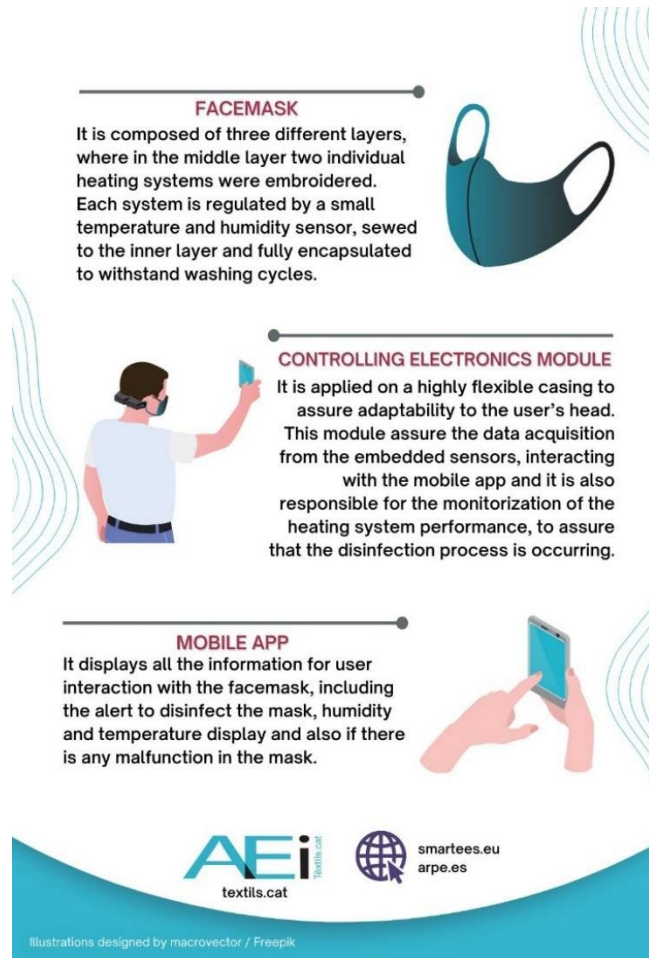 FACEMASK
It is composed of three different layers,
where in the middle layer two individual
heating systems were embroidered.
Each system is regulated by a small
temperature and humidity sensor, sewed
to the inner layer and fully encapsulated
to withstand washing cycles.
CONTROLLING ELECTRONICS MODULE
It is applied on a highly flexible casing to
assure adaptability to the user's head.
This module assure the data acquisition
from the embedded sensors, interacting
with the mobile app and it is also
responsible for the monitorization of the
heating system performance, to assure
that the disinfection process is occurring.
MOBILE APP
It displays all the information for user
interaction with the facemask, including
the alert to disinfect the mask, humidity
and temperature display and also if there
is any malfunction in the mask.
AEi
Tèxtils.cat
textils.cat
smartees.eu
arpe.es
Illustrations designed by macrovector / Freepik